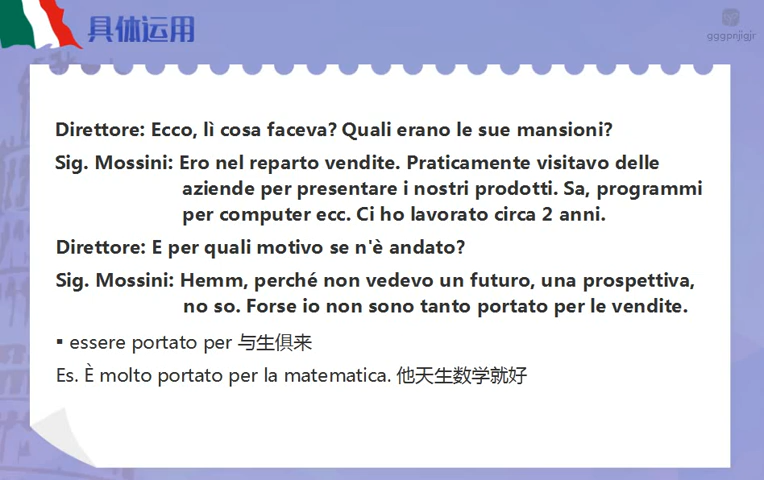 具体运用
gggpnjigjr
Direttore: Ecco, lì cosa faceva? Quali erano le sue mansioni?
Sig. Mossini: Ero nel reparto vendite. Praticamente visitavo delle
aziende per presentare i nostri prodotti. Sa, programmi
per computer ecc. Ci ho lavorato circa 2 anni.
Direttore: E per quali motivo se n'è andato?
Sig. Mossini: Hemm, perché non vedevo un futuro, una prospettiva,
no so. Forse io non sono tanto portato per le vendite.
▪ essere portato per 与生俱来
Es. È molto portato per la matematica. 他天生数学就好